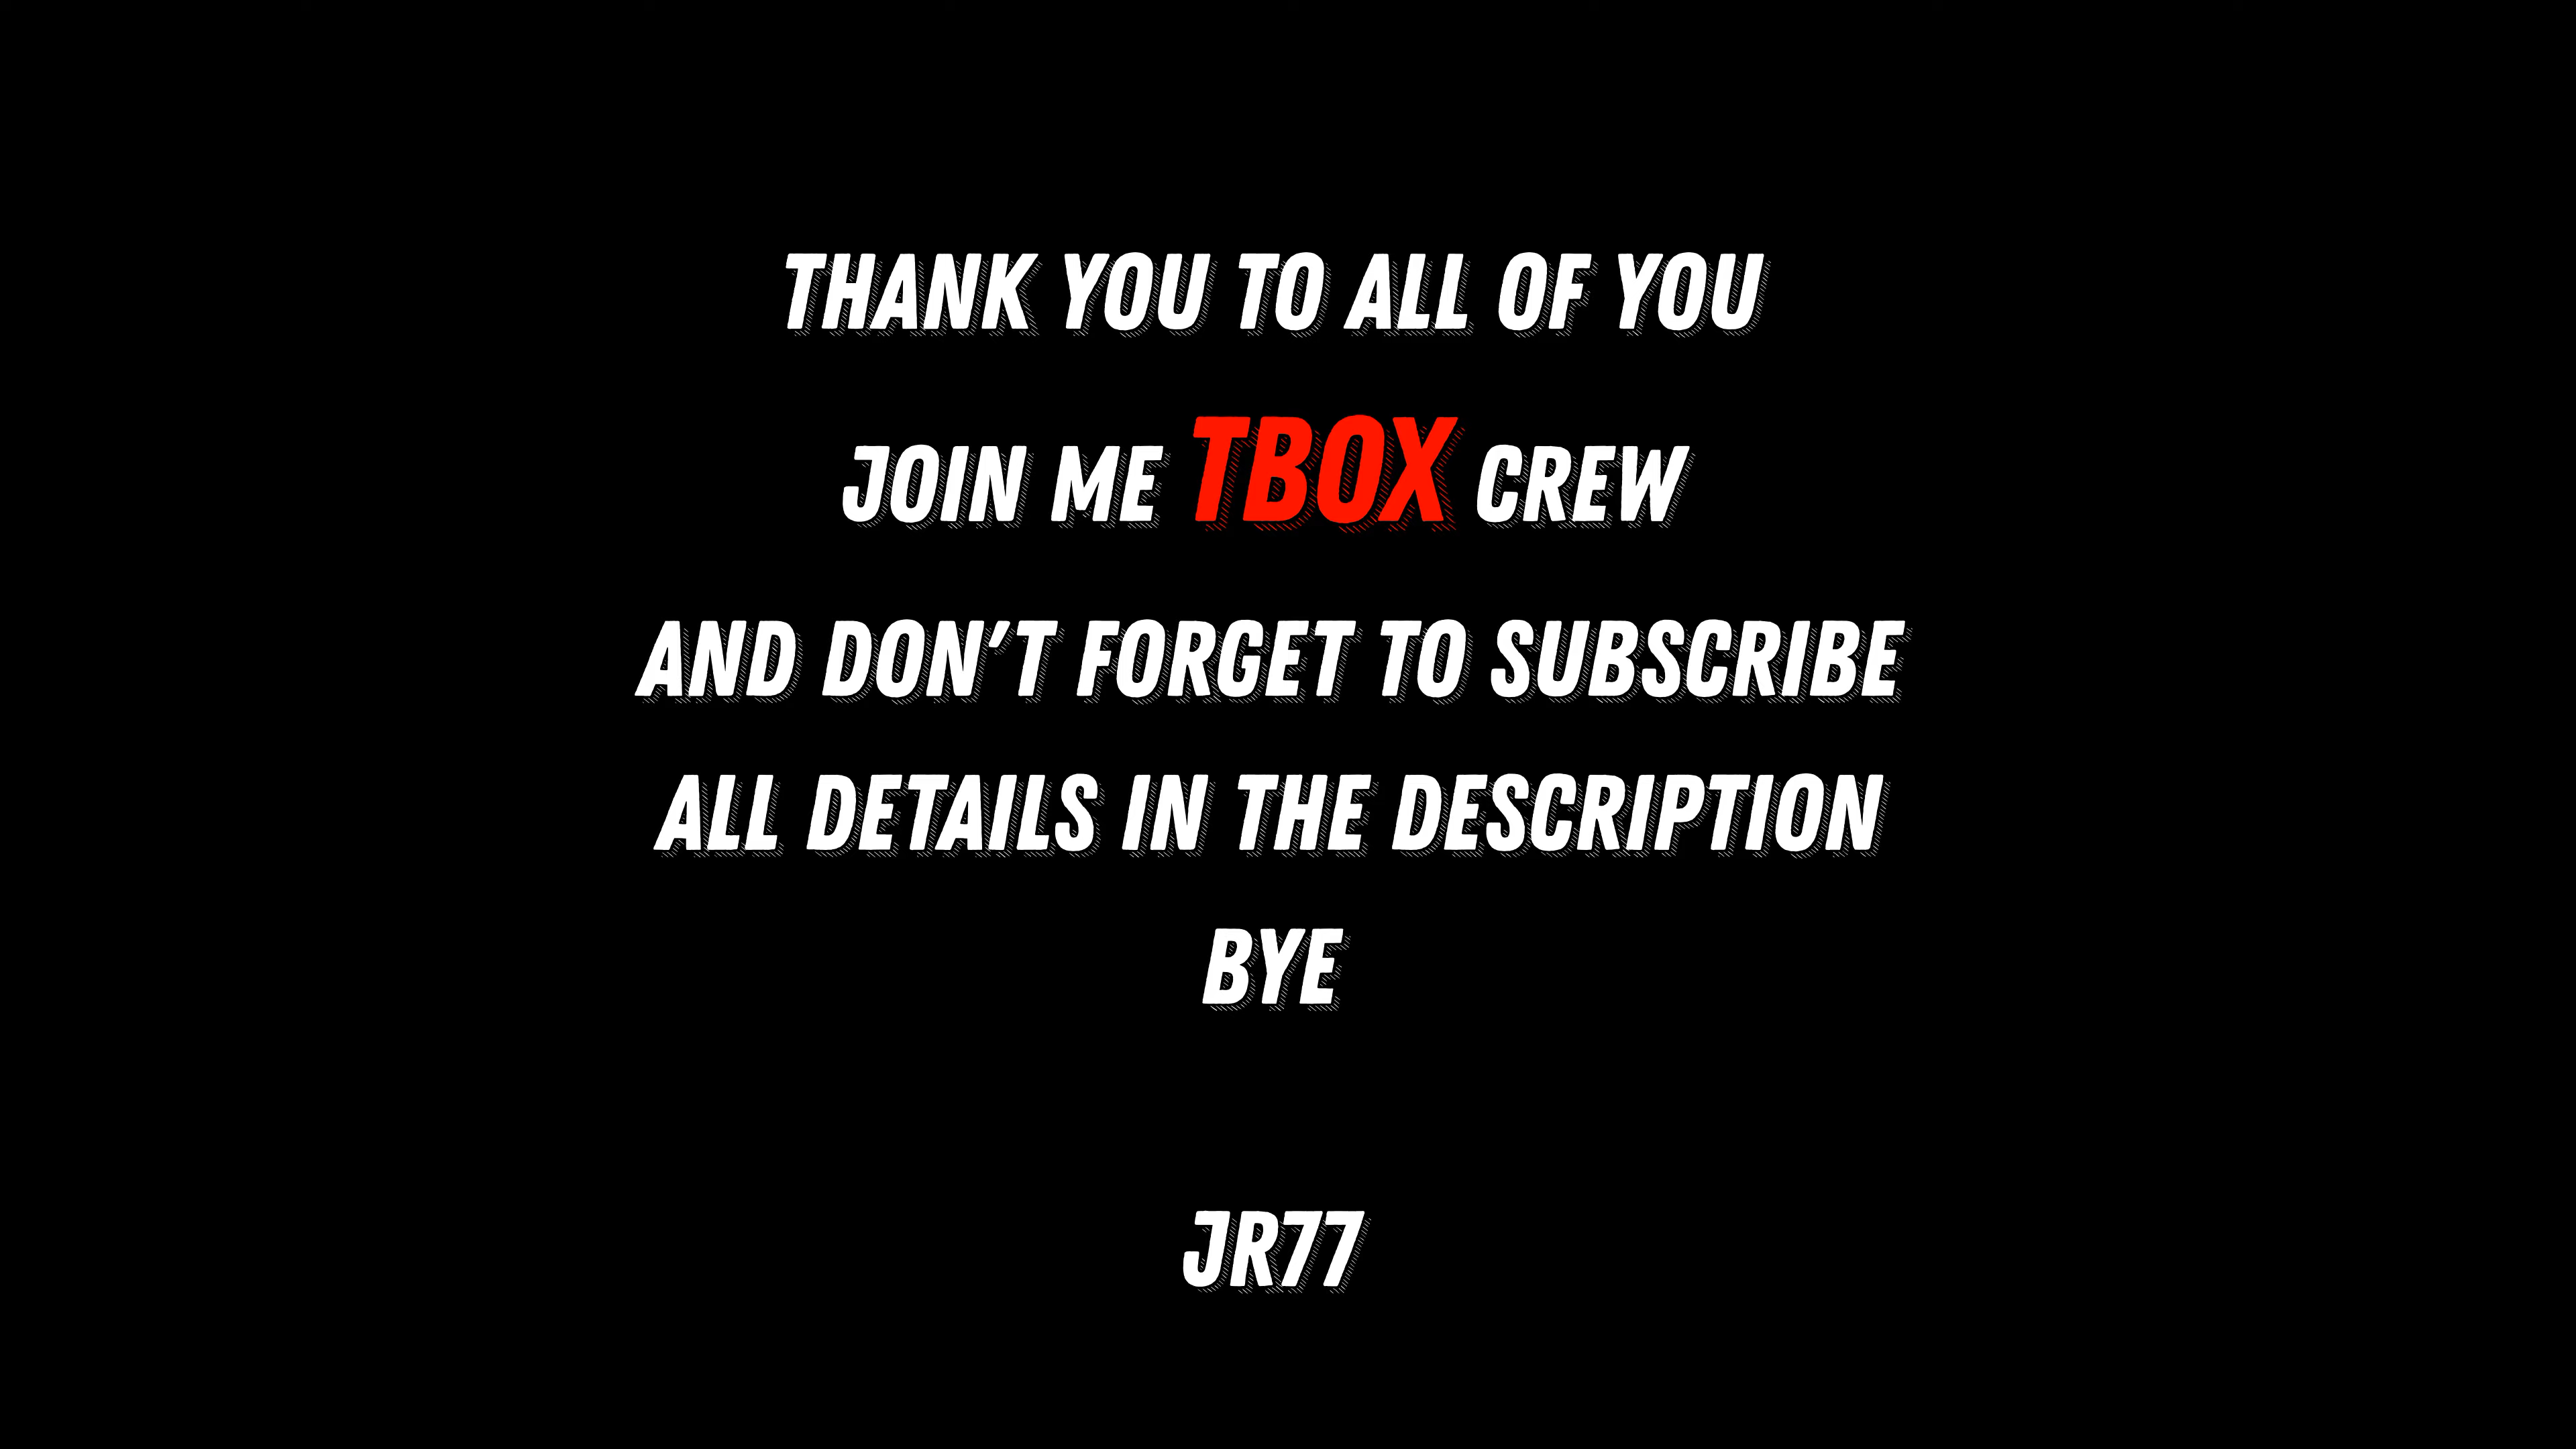 THANK YOU TO ALL OF YOU
JOIN ME TBOX CREW
AND DON'T FORGET TO SUBSCRIBE
ALL DETAILS IN THE DESCRIPTION
BYE
JR77